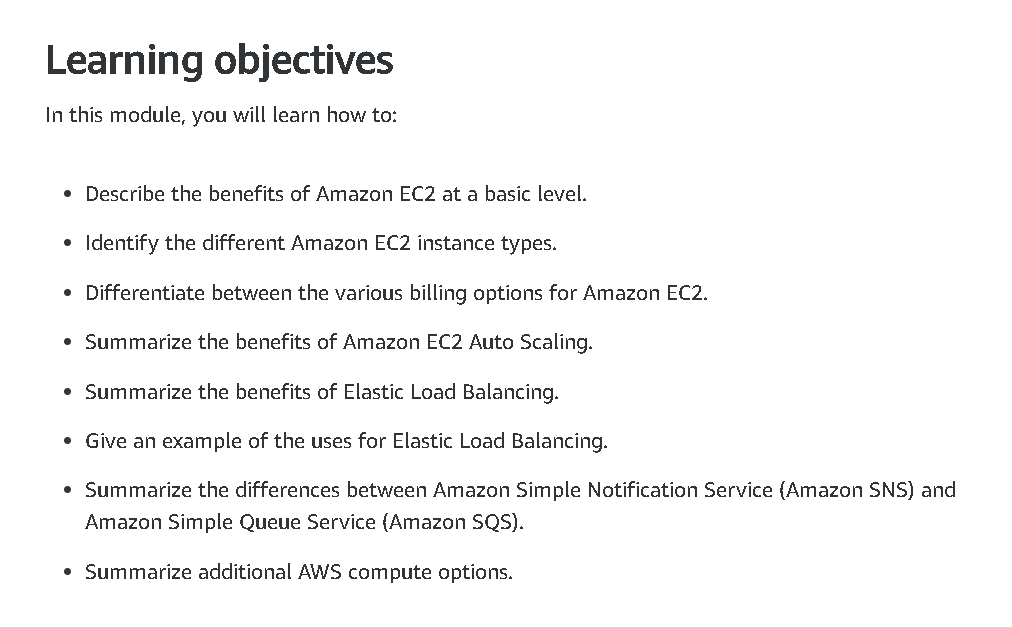 Learning objectives
In this module, you will learn how to:
• Describe the benefits of Amazon EC2 at a basic level.
• Identify the different Amazon EC2 instance types.
• Differentiate between the various billing options for Amazon EC2.
• Summarize the benefits of Amazon EC2 Auto Scaling.
• Summarize the benefits of Elastic Load Balancing.
• Give an example of the uses for Elastic Load Balancing.
• Summarize the differences between Amazon Simple Notification Service (Amazon SNS) and
Amazon Simple Queue Service (Amazon SQS).
• Summarize additional AWS compute options.